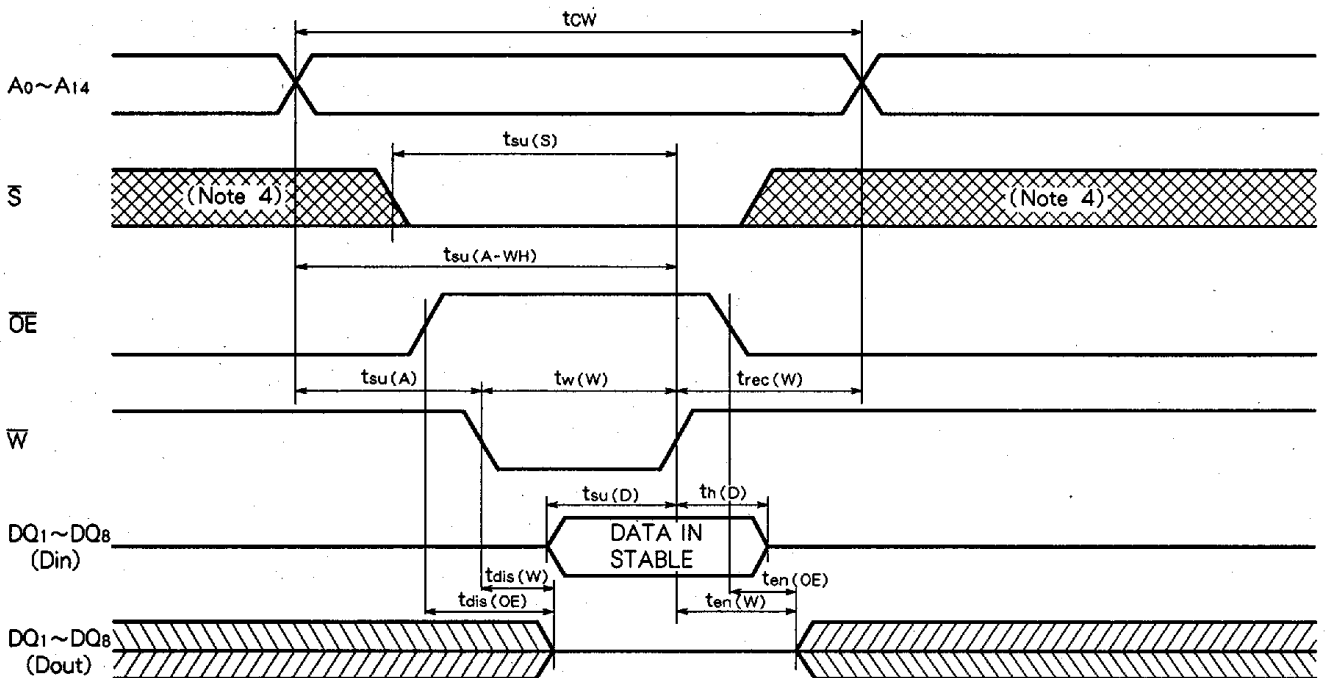 tCW
A0~A14
tsu(S)
S̅
(Note 4)
(Note 4)
tsu(A-WH)
O̅E̅
tsu(A)
tw(W)
trec(W)
W̅
tsu(D)
th(D)
DQ1~DQ8
(Din)
DATA IN
STABLE
tdis(W)
ten(OE)
tdis(OE)
ten(W)
DQ1~DQ8
(Dout)